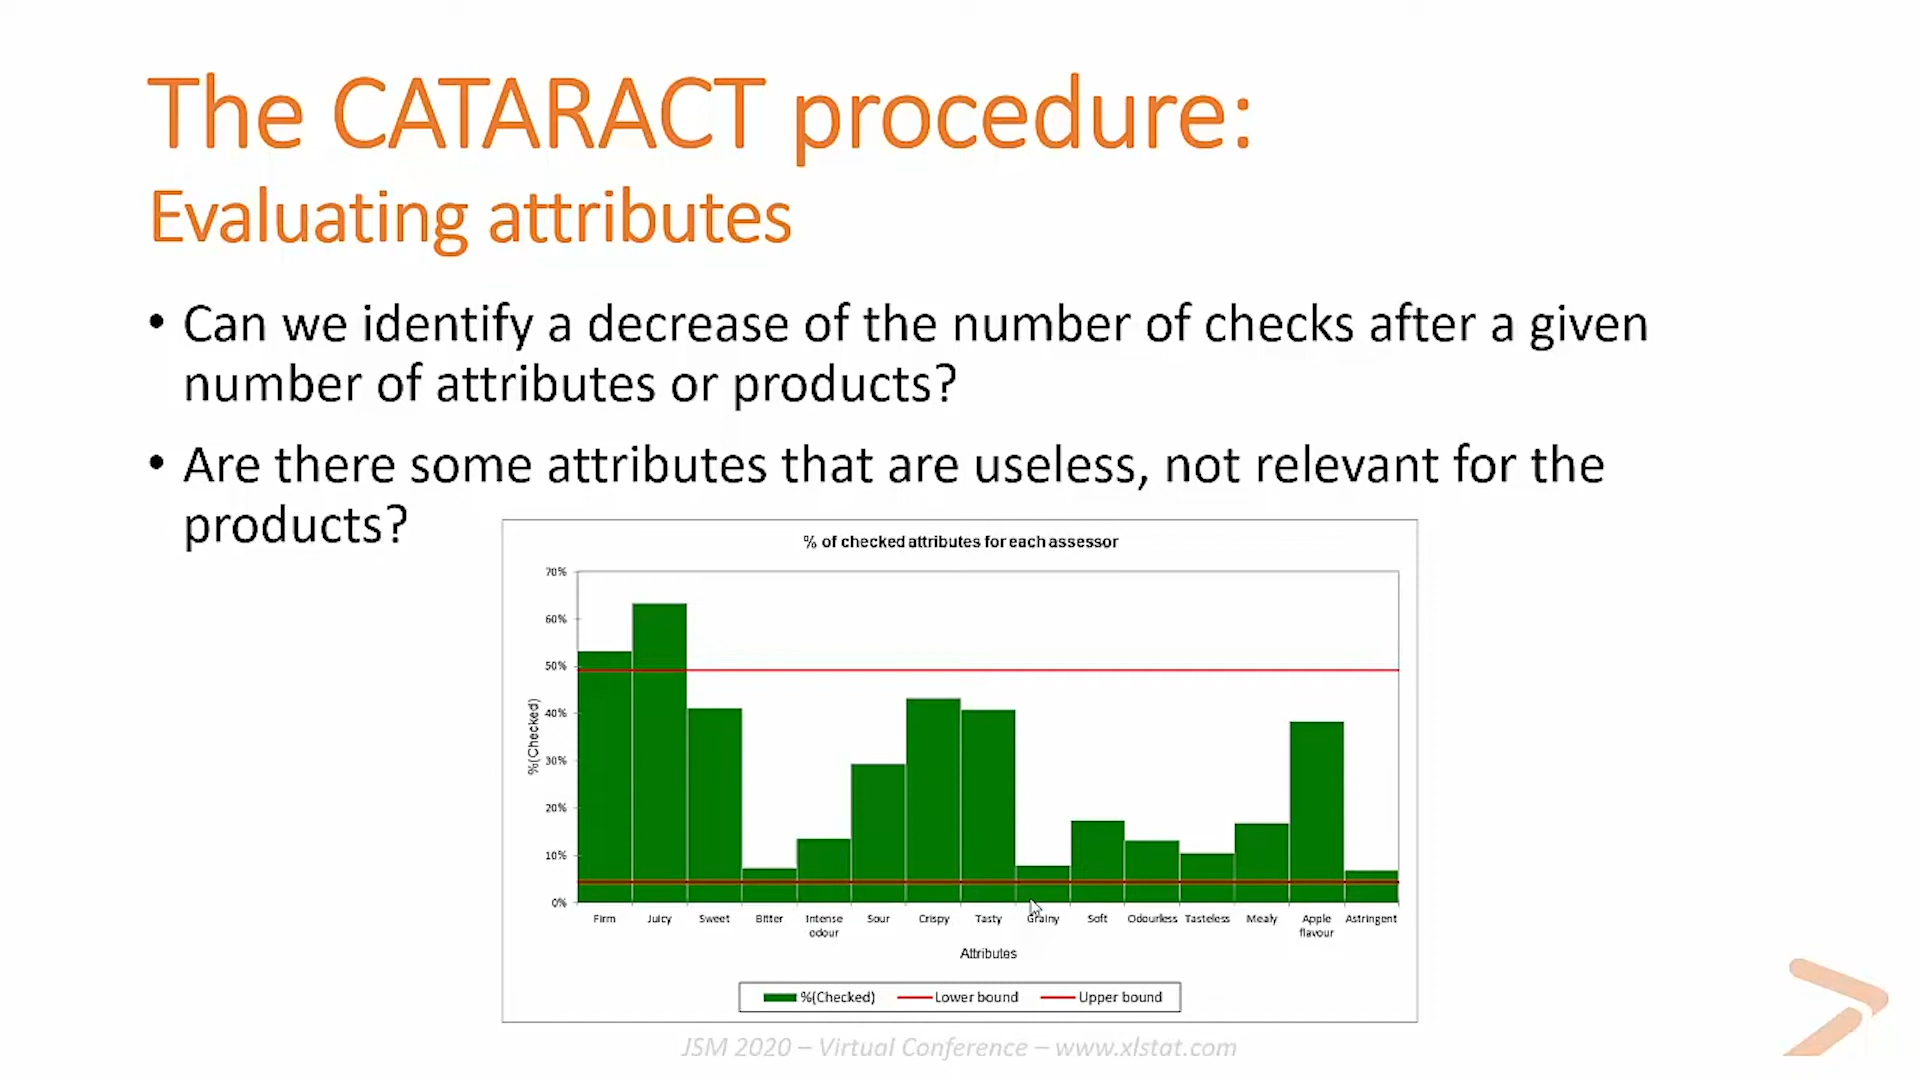 The CATARACT procedure:
Evaluating attributes
• Can we identify a decrease of the number of checks after a given
number of attributes or products?
• Are there some attributes that are useless, not relevant for the
products?
% of checked attributes for each assessor
70%
60%
50%
40%
30%
20%
10%
0%
%(Checked)
Firm Juicy Sweet Bitter Intense odour Sour Crispy Tasty Grainy Soft Odourless Tasteless Mealy Apple flavour Astringent
Attributes
%(Checked) Lower bound Upper bound
JSM 2020 – Virtual Conference – www.xlstat.com